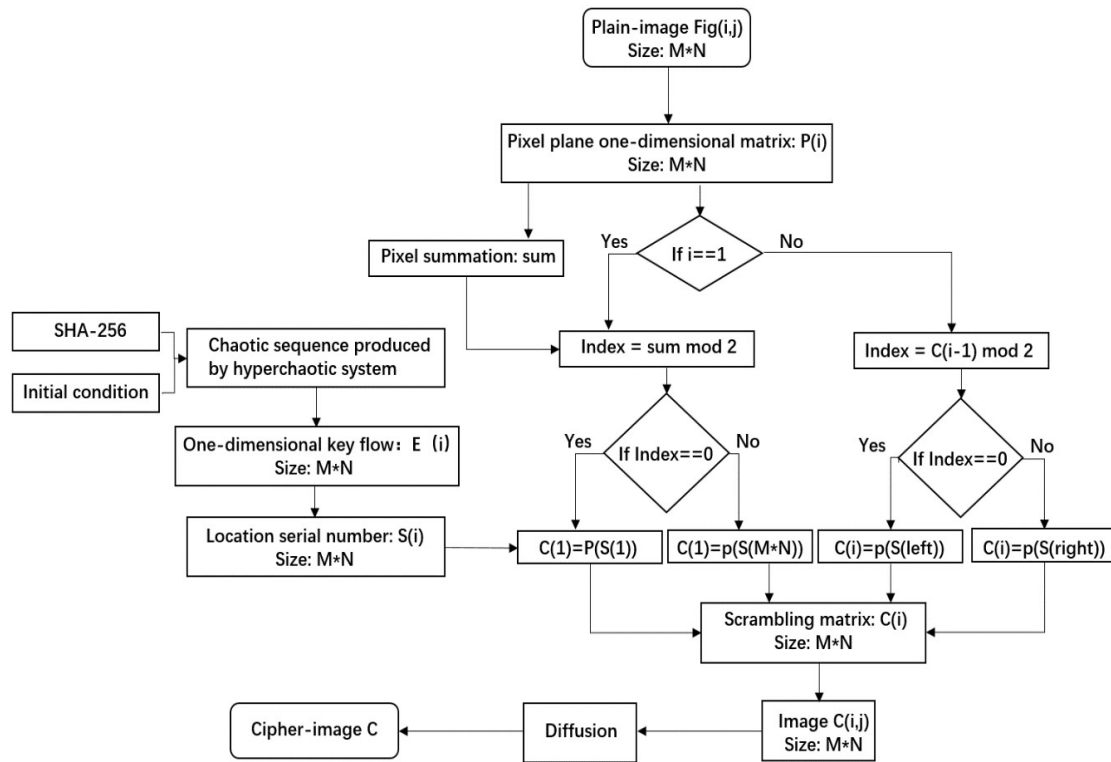 Plain-image Fig(i,j)
Size: M*N
Pixel plane one-dimensional matrix: P(i)
Size: M*N
Pixel summation: sum
Yes
If i==1
No
SHA-256
Initial condition
Chaotic sequence produced
by hyperchaotic system
Index = sum mod 2
Index = C(i-1) mod 2
One-dimensional key flow: E (i)
Size: M*N
Yes
If Index==0
No
Yes
If Index==0
No
Location serial number: S(i)
Size: M*N
C(1)=P(S(1))
C(1)=p(S(M*N))
C(i)=p(S(left))
C(i)=p(S(right))
Scrambling matrix: C(i)
Size: M*N
Image C(i,j)
Size: M*N
Diffusion
Cipher-image C